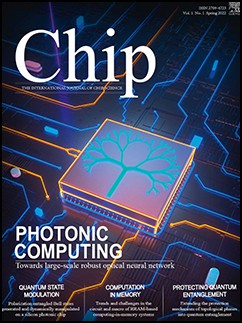 ISSN 2709-4723
Vol. 1 No. 1 Spring 2022
Chip
THE INTERNATIONAL JOURNAL OF CHIP SCIENCE
PHOTONIC
COMPUTING
Towards large-scale robust optical neural network
QUANTUM STATE
MODULATION
Polarization-entangled Bell states
generated and dynamically manipulated
on a silicon photonic chip
COMPUTATION
IN MEMORY
Trends and challenges in the
circuit and macro of RRAM-based
computing-in-memory systems
PROTECTING QUANTUM
ENTANGLEMENT
Extending the protection
mechanism of topological phases
into quantum entanglement